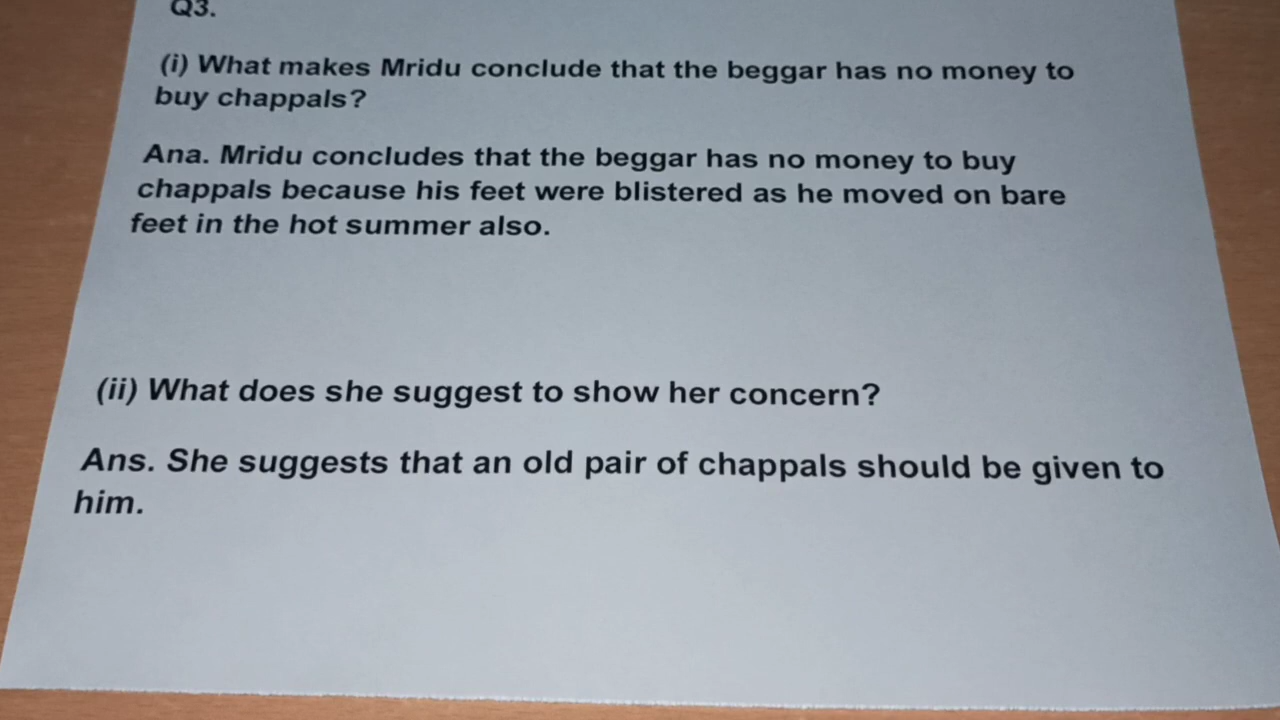 Q3.
(i) What makes Mridu conclude that the beggar has no money to
buy chappals?
Ana. Mridu concludes that the beggar has no money to buy
chappals because his feet were blistered as he moved on bare
feet in the hot summer also.
(ii) What does she suggest to show her concern?
Ans. She suggests that an old pair of chappals should be given to
him.